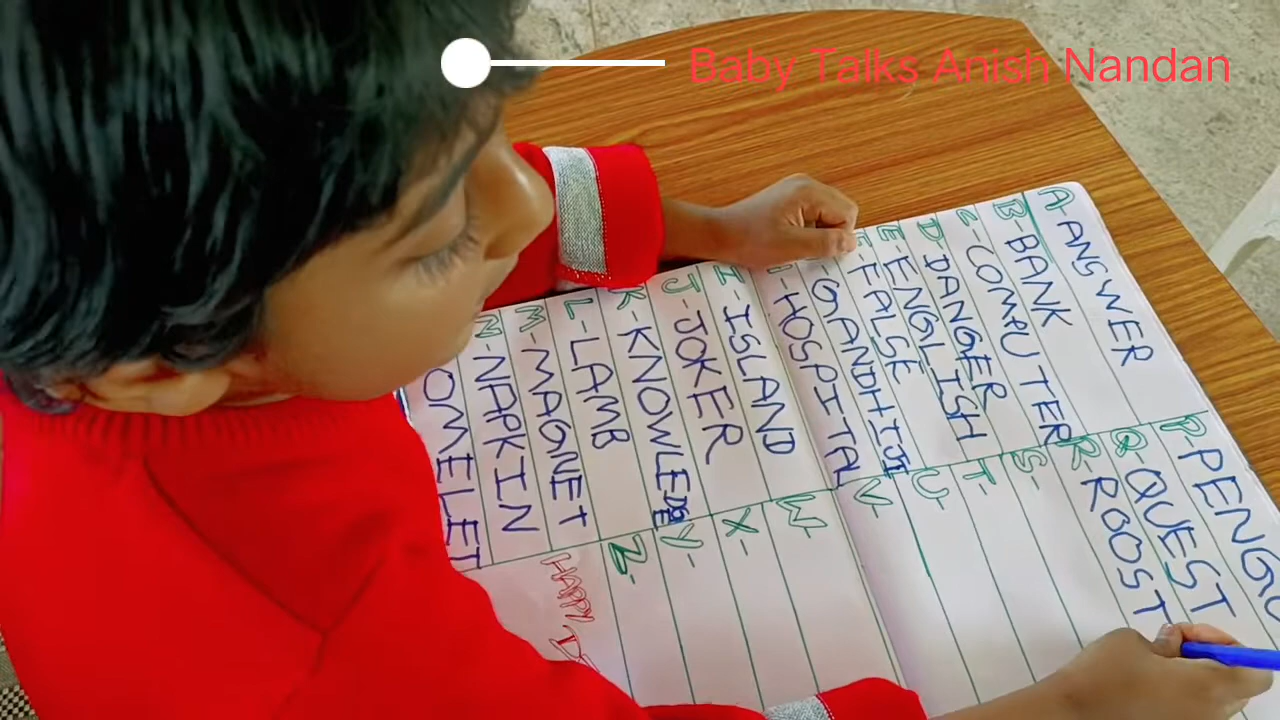 Baby Talks Anish Nandan
A-ANSWER
B-BANK
C-COMPUTER
D-DANGER
E-ENGLISH
F-FALSE
GANDHIJI
H-HOSPITAL
I-ISLAND
J-JOKER
K-KNOWLEDGE
L-LAMB
M-MAGNET
N-NAPKIN
OMELET
P-PENGU
Q-QUEST
R-ROOST
S-
T-
U-
V-
W-
X-
Y-
Z-
HAPPY